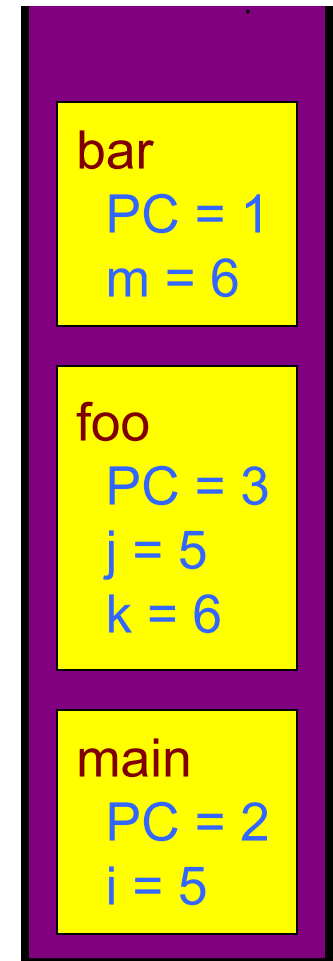 bar
PC = 1
m = 6
foo
PC = 3
j = 5
k = 6
main
PC = 2
i = 5